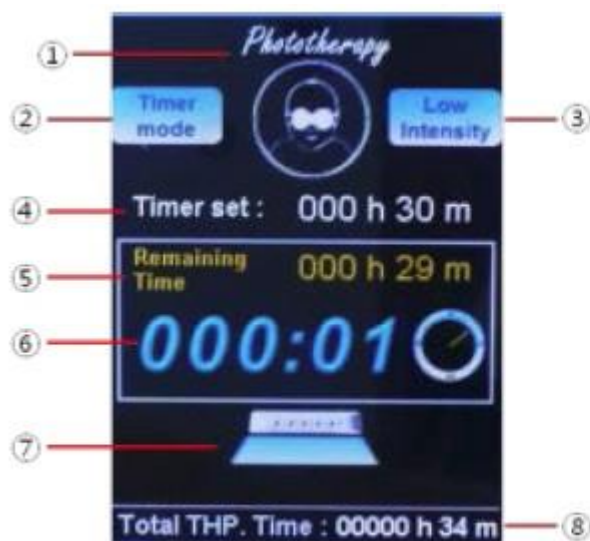 ①
Phototherapy
②
Timer
mode
Low
Intensity
③
④
Timer set : 000 h 30 m
⑤
Remaining
Time
000 h 29 m
⑥
000:01
⑦
Total THP. Time : 00000 h 34 m
⑧